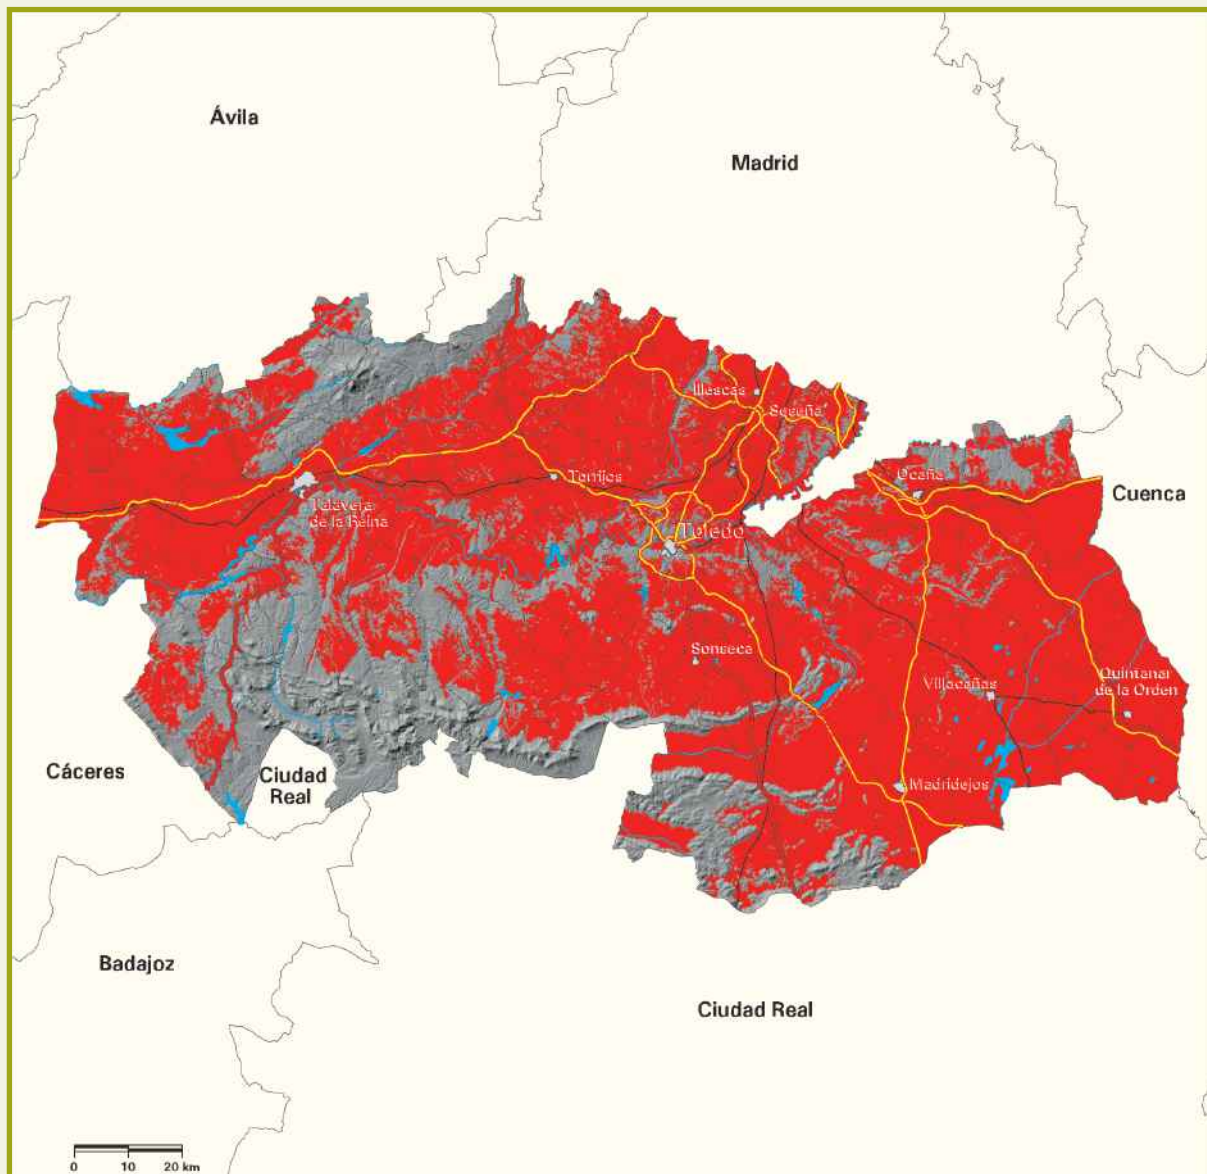 Ávila
Madrid
Illescas
Seseña
Torrijos
Ocaña
Cuenca
Talavera
de la Reina
Toledo
Sonseca
Villacañas
Quintanar
de la Orden
Cáceres
Ciudad
Real
Madridejos
Badajoz
Ciudad Real
0 10 20 km